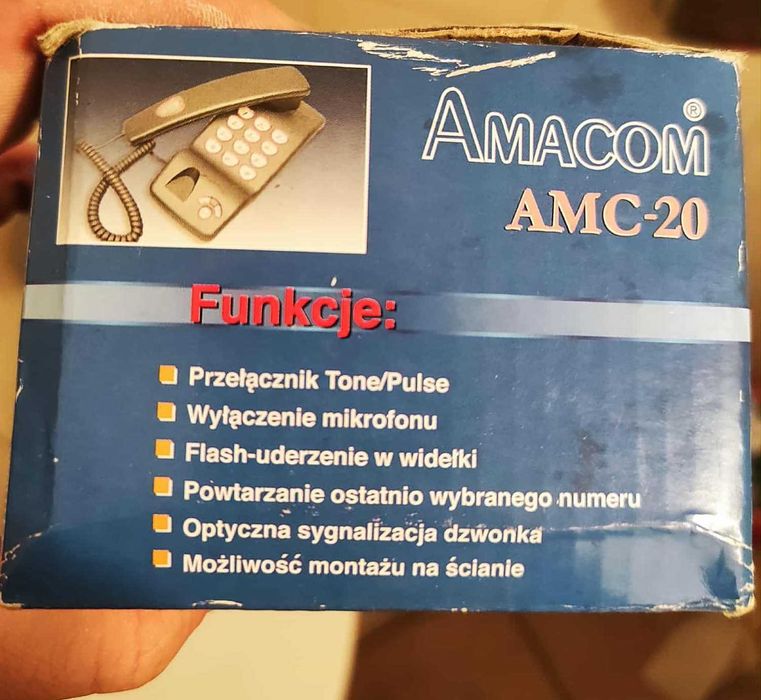 AMACOM®
AMC-20
Funkcje:
Przełącznik Tone/Pulse
Wyłączenie mikrofonu
Flash-uderzenie w widełki
Powtarzanie ostatnio wybranego numeru
Optyczna sygnalizacja dzwonka
Możliwość montażu na ścianie